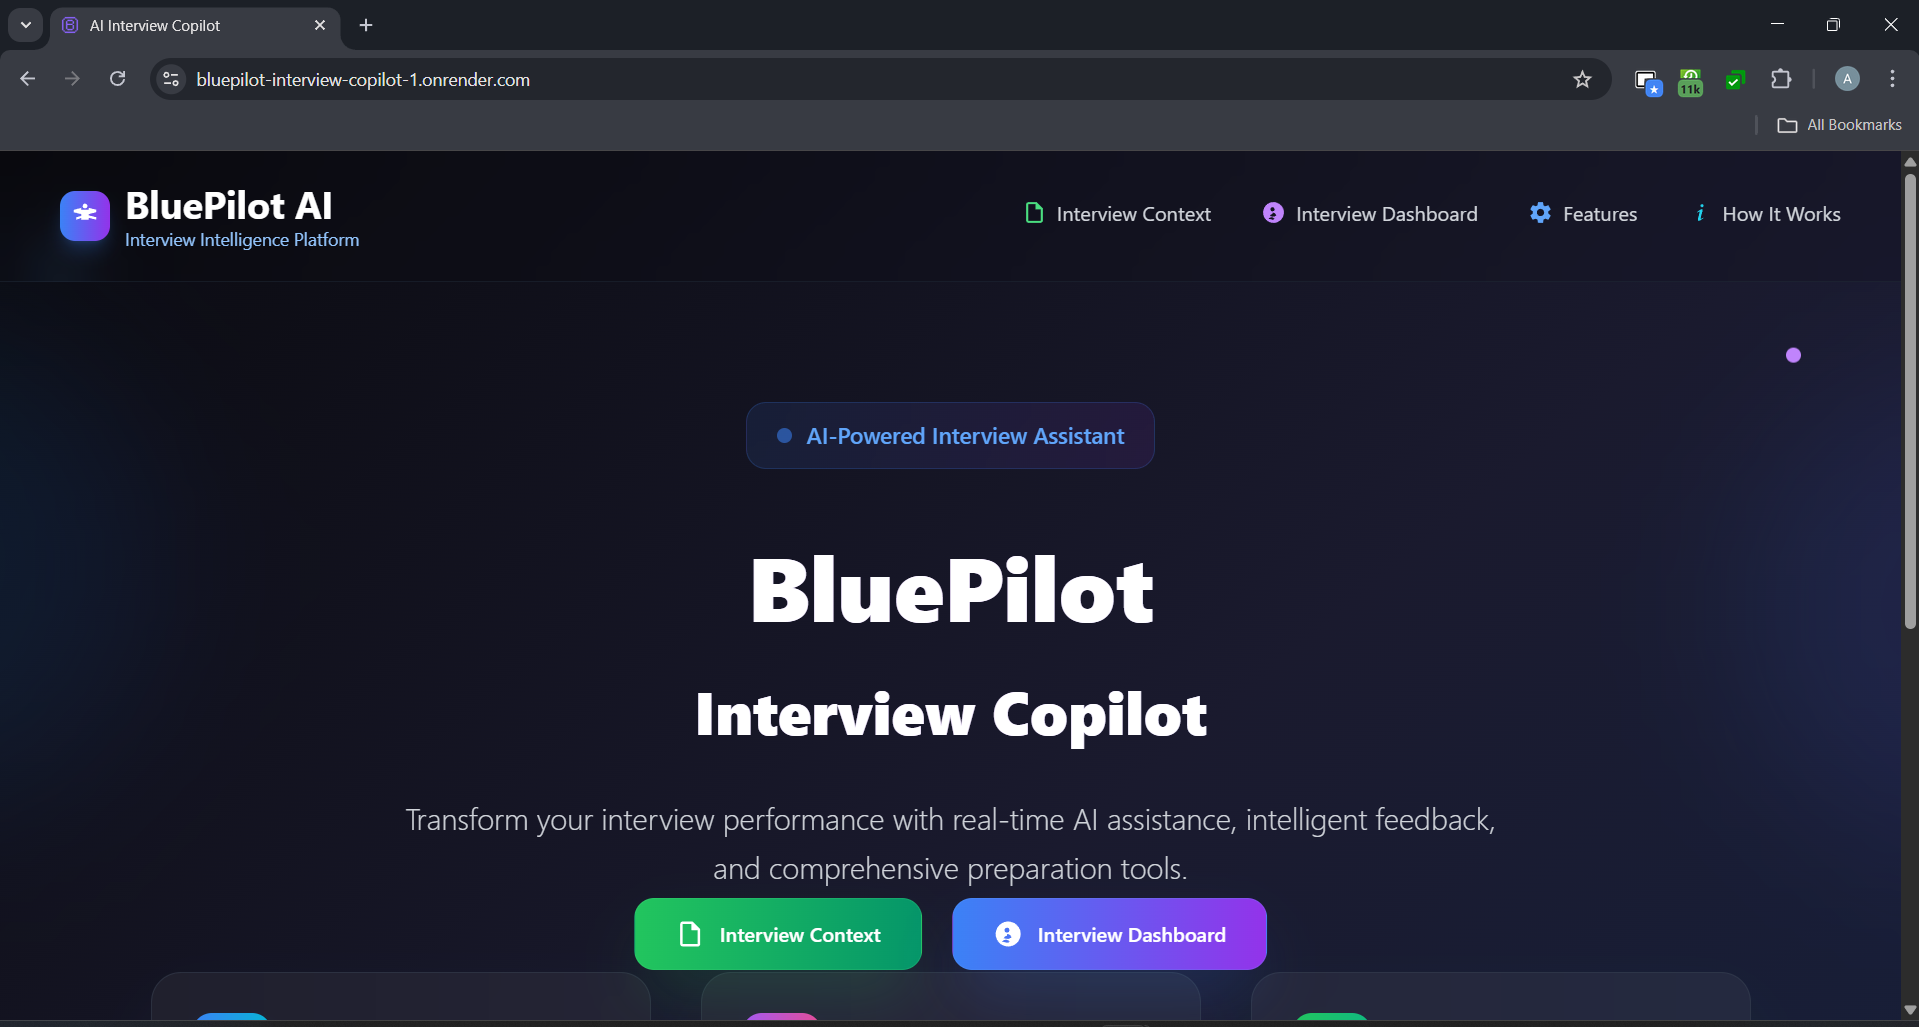 AI Interview Copilot
bluepilot-interview-copilot-1.onrender.com
11k
A
All Bookmarks
BluePilot AI
Interview Intelligence Platform
Interview Context
Interview Dashboard
Features
How It Works
AI-Powered Interview Assistant
BluePilot
Interview Copilot
Transform your interview performance with real-time AI assistance, intelligent feedback,
and comprehensive preparation tools.
Interview Context
Interview Dashboard